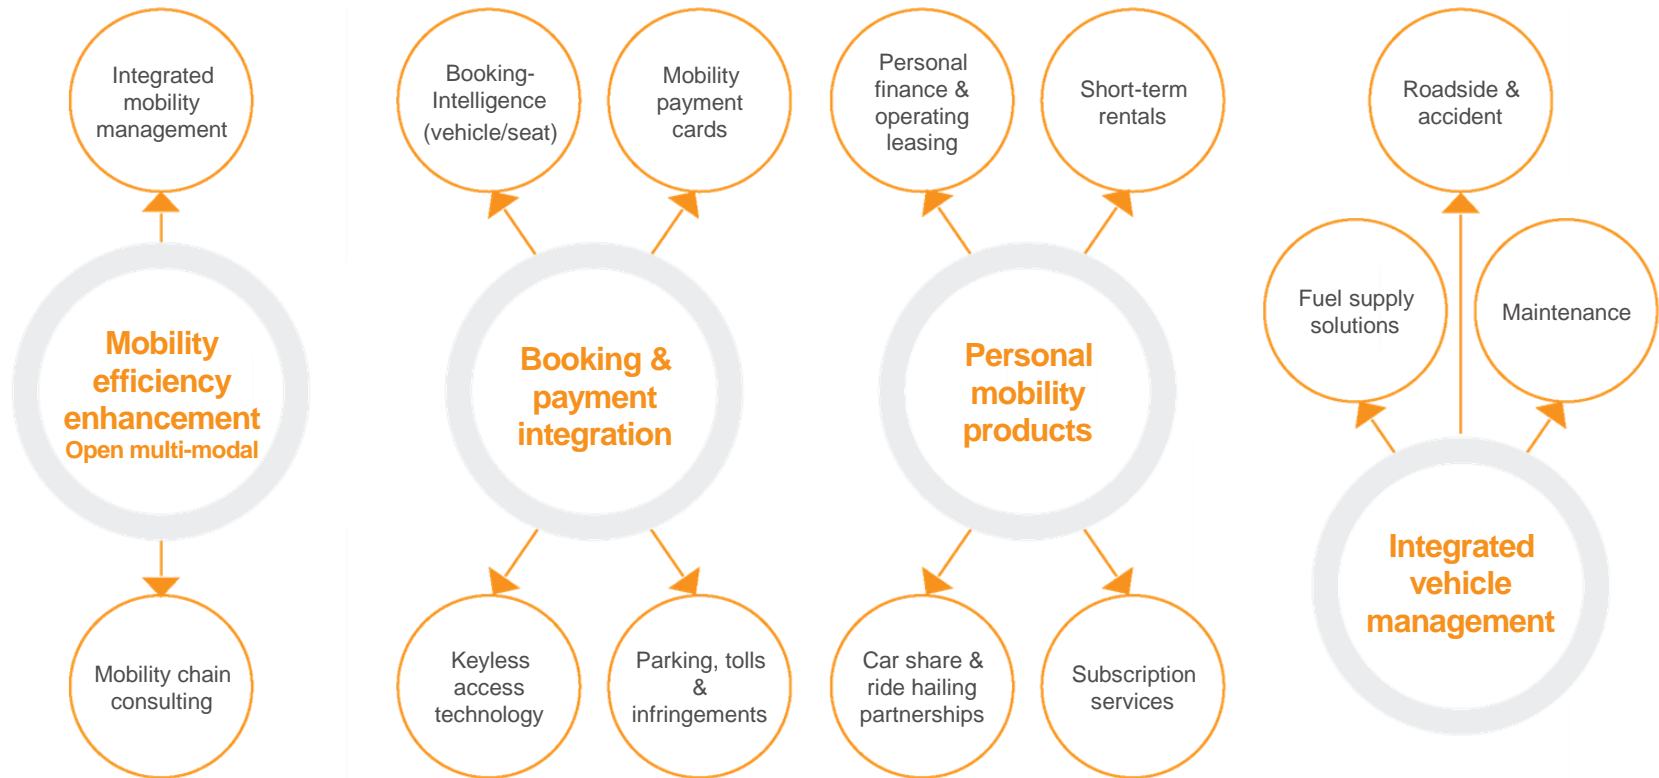 Integrated
mobility
management
Mobility
efficiency
enhancement
Open multi-modal
Mobility chain
consulting
Booking-
Intelligence
(vehicle/seat)
Mobility
payment
cards
Booking &
payment
integration
Keyless
access
technology
Parking, tolls
&
infringements
Personal
finance &
operating
leasing
Short-term
rentals
Personal
mobility
products
Car share &
ride hailing
partnerships
Subscription
services
Roadside &
accident
Fuel supply
solutions
Maintenance
Integrated
vehicle
management